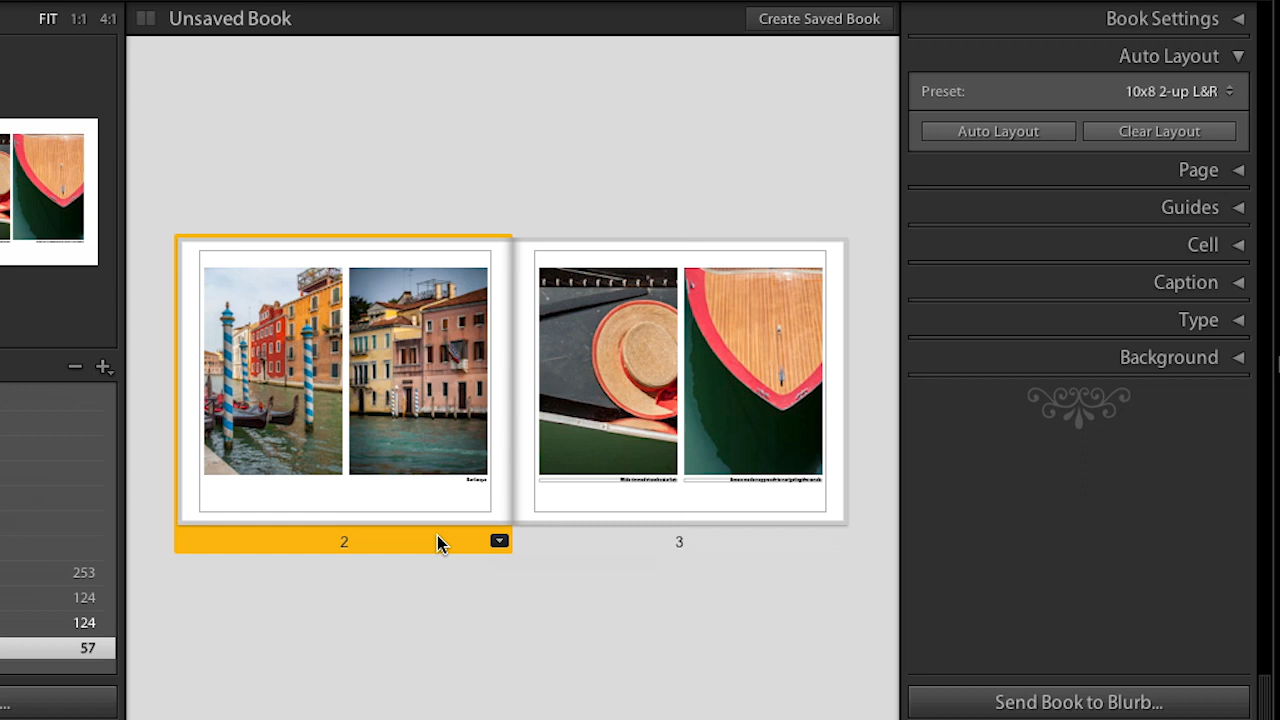 FIT 1:1 4:1
Unsaved Book
Create Saved Book
Book Settings
Auto Layout
Preset: 10x8 2-up L&R
Auto Layout Clear Layout
Page
Guides
Cell
Caption
Type
Background
2
3
253
124
124
57
...
Send Book to Blurb...